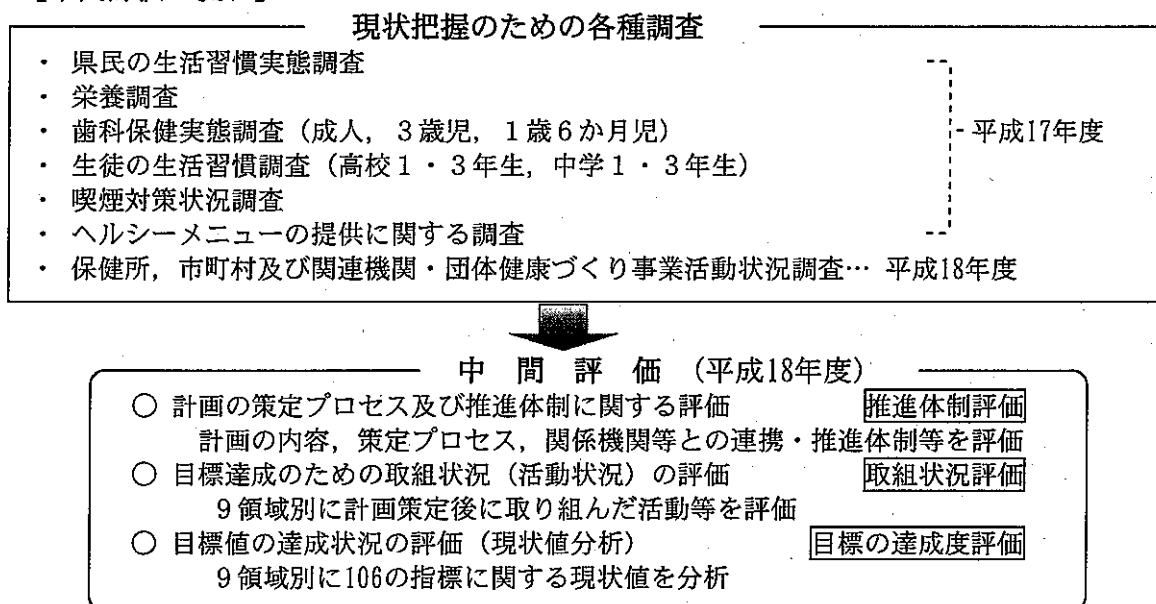 現状把握のための各種調査
・ 県民の生活習慣実態調査
・ 栄養調査
・ 歯科保健実態調査（成人，３歳児，１歳６か月児）
平成17年度
・ 生徒の生活習慣調査（高校１・３年生，中学１・３年生）
・ 喫煙対策状況調査
・ ヘルシーメニューの提供に関する調査
・ 保健所，市町村及び関連機関・団体健康づくり事業活動状況調査… 平成18年度
中 間 評 価 （平成18年度）
○ 計画の策定プロセス及び推進体制に関する評価 推進体制評価
計画の内容，策定プロセス，関係機関等との連携・推進体制等を評価
○ 目標達成のための取組状況（活動状況）の評価 取組状況評価
９領域別に計画策定後に取り組んだ活動等を評価
○ 目標値の達成状況の評価（現状値分析） 目標の達成度評価
９領域別に106の指標に関する現状値を分析